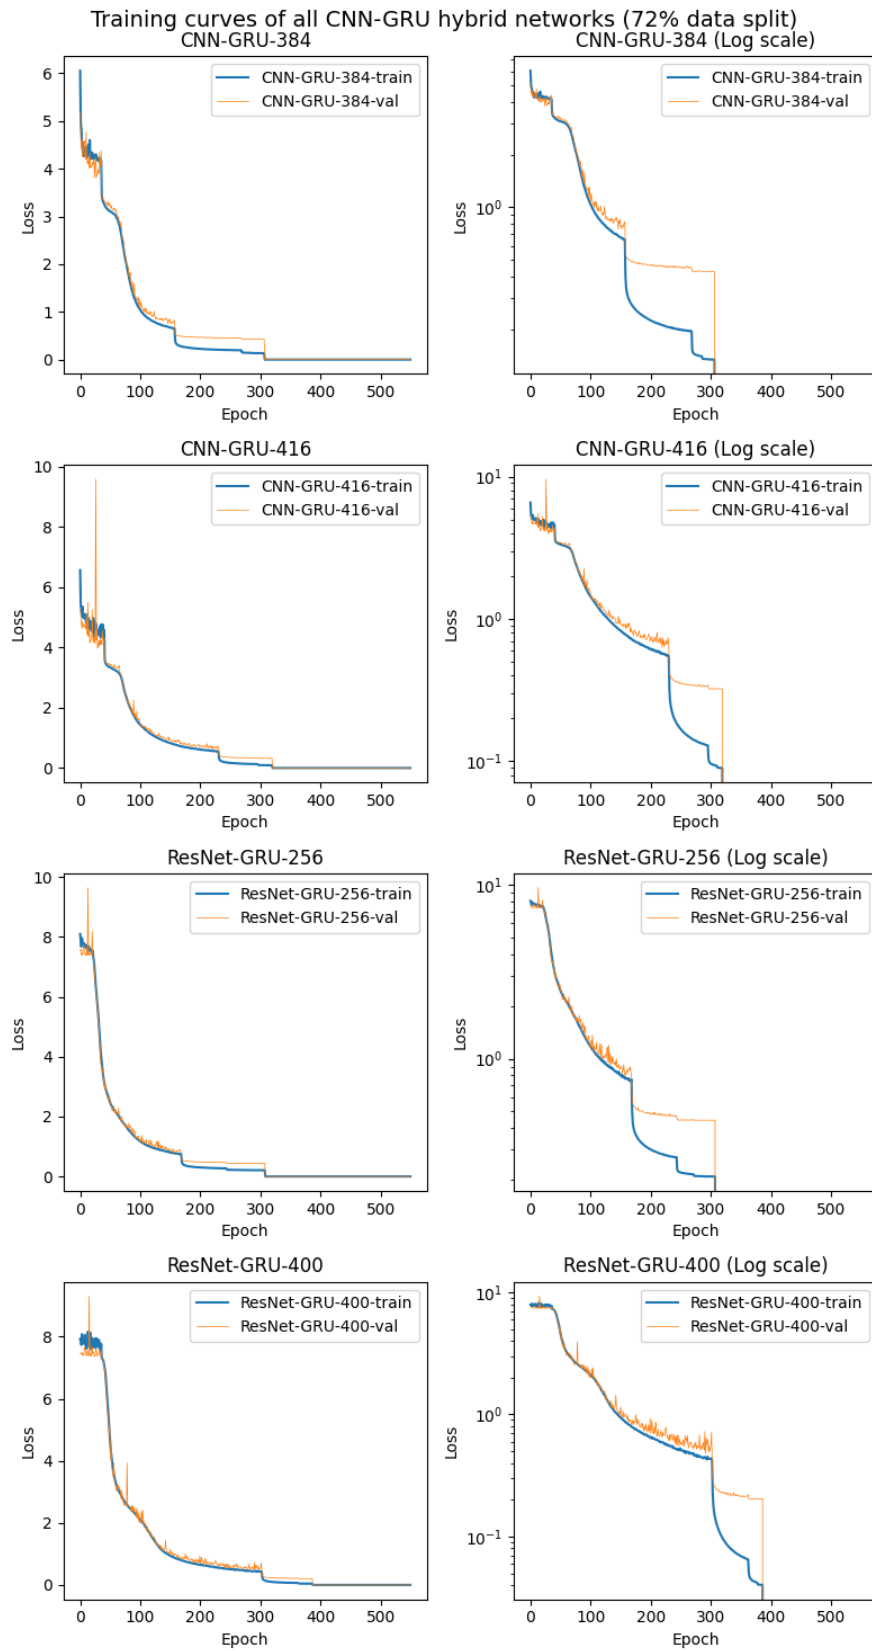 Training curves of all CNN-GRU hybrid networks (72% data split)
CNN-GRU-384
6
5
4
3
2
1
0
Loss
CNN-GRU-384-train
CNN-GRU-384-val
0 100 200 300 400 500
Epoch
CNN-GRU-384 (Log scale)
10⁰
Loss
CNN-GRU-384-train
CNN-GRU-384-val
0 100 200 300 400 500
Epoch
CNN-GRU-416
10
8
6
4
2
0
Loss
CNN-GRU-416-train
CNN-GRU-416-val
0 100 200 300 400 500
Epoch
CNN-GRU-416 (Log scale)
10¹
10⁰
10⁻¹
Loss
CNN-GRU-416-train
CNN-GRU-416-val
0 100 200 300 400 500
Epoch
ResNet-GRU-256
10
8
6
4
2
0
Loss
ResNet-GRU-256-train
ResNet-GRU-256-val
0 100 200 300 400 500
Epoch
ResNet-GRU-256 (Log scale)
10¹
10⁰
Loss
ResNet-GRU-256-train
ResNet-GRU-256-val
0 100 200 300 400 500
Epoch
ResNet-GRU-400
8
6
4
2
0
Loss
ResNet-GRU-400-train
ResNet-GRU-400-val
0 100 200 300 400 500
Epoch
ResNet-GRU-400 (Log scale)
10¹
10⁰
10⁻¹
Loss
ResNet-GRU-400-train
ResNet-GRU-400-val
0 100 200 300 400 500
Epoch